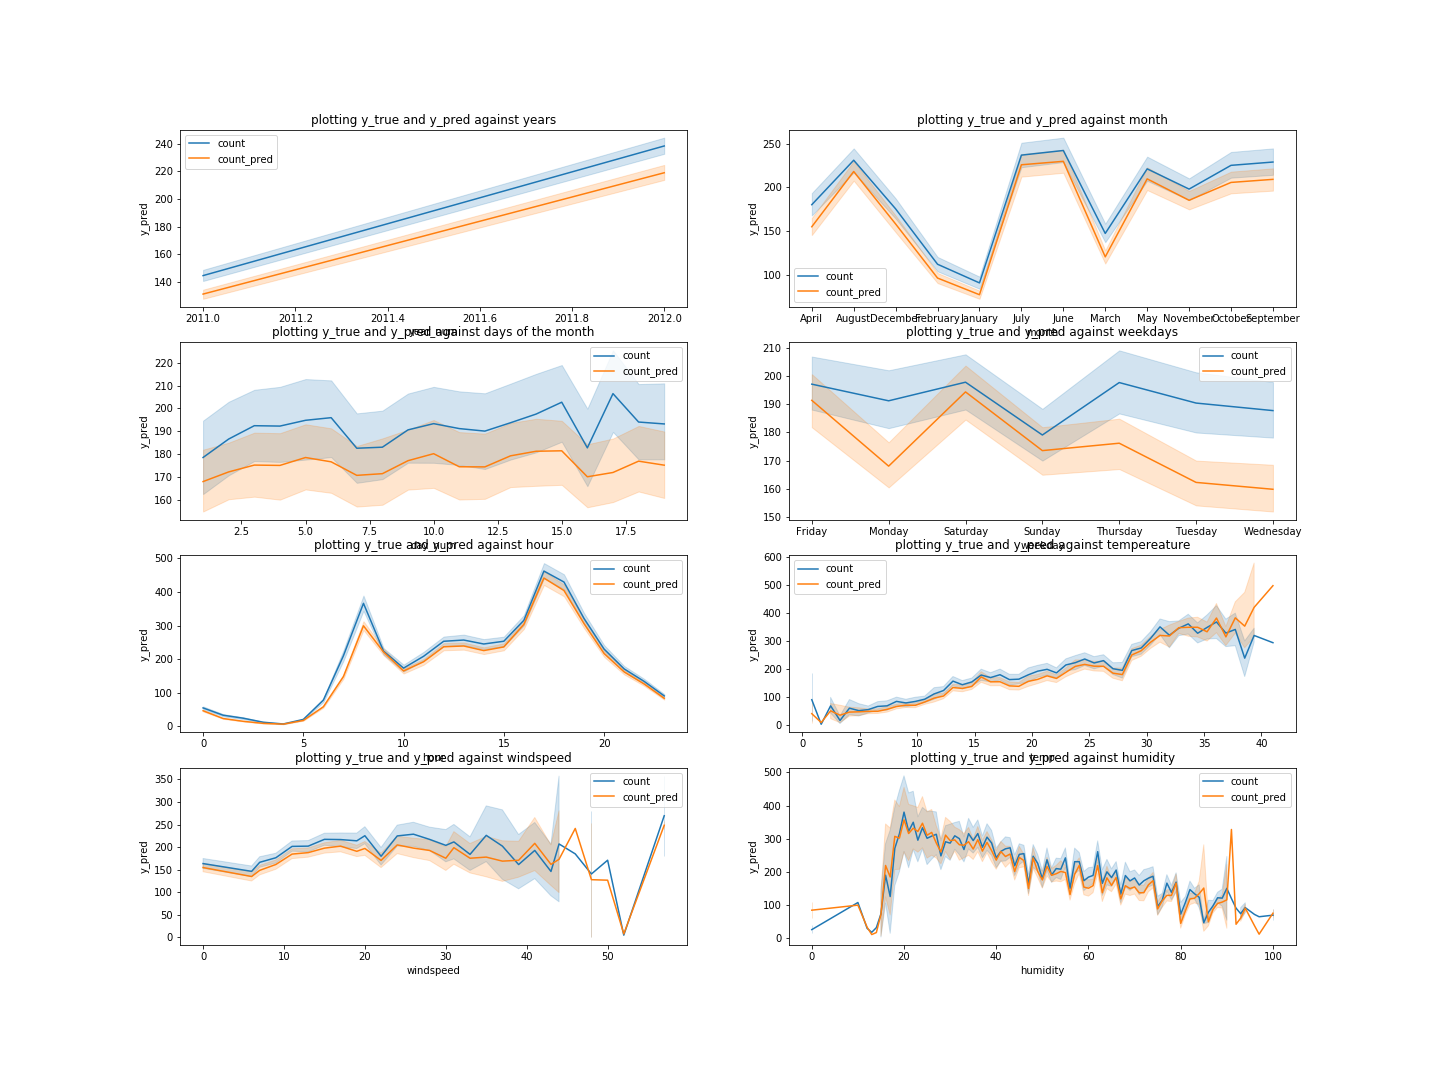 plotting y_true and y_pred against years
240
220
200
180
160
140
y_pred
count
count_pred
2011.0 2011.2 2011.4 2011.6 2011.8 2012.0
year_num
plotting y_true and y_pred against month
250
200
150
100
y_pred
count
count_pred
April August December February January July June March May November October September
month
plotting y_true and y_pred against days of the month
220
210
200
190
180
170
160
y_pred
count
count_pred
2.5 5.0 7.5 10.0 12.5 15.0 17.5
day_num
plotting y_true and y_pred against weekdays
210
200
190
180
170
160
150
y_pred
count
count_pred
Friday Monday Saturday Sunday Thursday Tuesday Wednesday
weekday
plotting y_true and y_pred against hour
500
400
300
200
100
0
y_pred
count
count_pred
0 5 10 15 20
hour
plotting y_true and y_pred against tempereature
600
500
400
300
200
100
0
y_pred
count
count_pred
0 5 10 15 20 25 30 35 40
temp
plotting y_true and y_pred against windspeed
350
300
250
200
150
100
50
0
y_pred
count
count_pred
0 10 20 30 40 50
windspeed
plotting y_true and y_pred against humidity
500
400
300
200
100
0
y_pred
count
count_pred
0 20 40 60 80 100
humidity